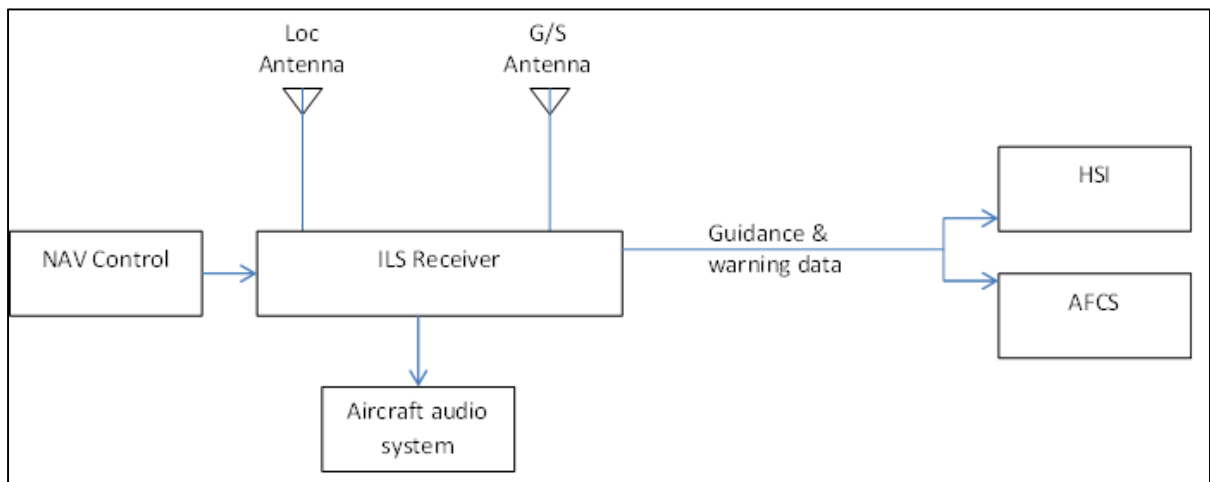 Loc
Antenna
G/S
Antenna
HSI
NAV Control
ILS Receiver
Guidance &
warning data
AFCS
Aircraft audio
system